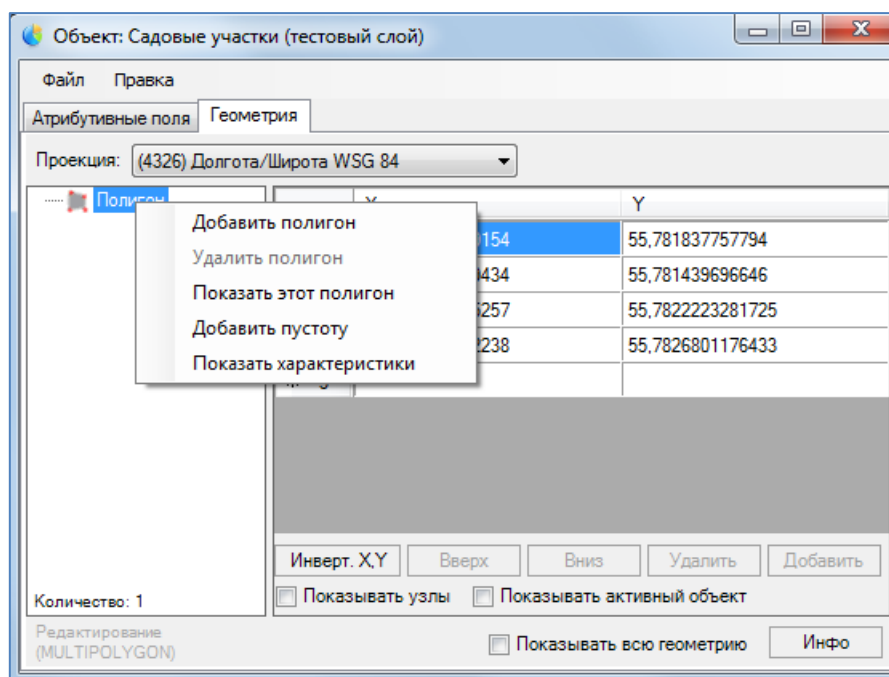 Объект: Садовые участки (тестовый слой)
Файл Правка
Атрибутивные поля Геометрия
Проекция: (4326) Долгота/Широта WSG 84
Полигон
Y
Добавить полигон
Удалить полигон
Показать этот полигон
Добавить пустоту
Показать характеристики
154 55,781837757794
434 55,781439696646
5257 55,7822223281725
2238 55,7826801176433
Инверт. X,Y Вверх Вниз Удалить Добавить
Количество: 1
Показывать узлы Показывать активный объект
Редактирование
(MULTIPOLYGON)
Показывать всю геометрию Инфо